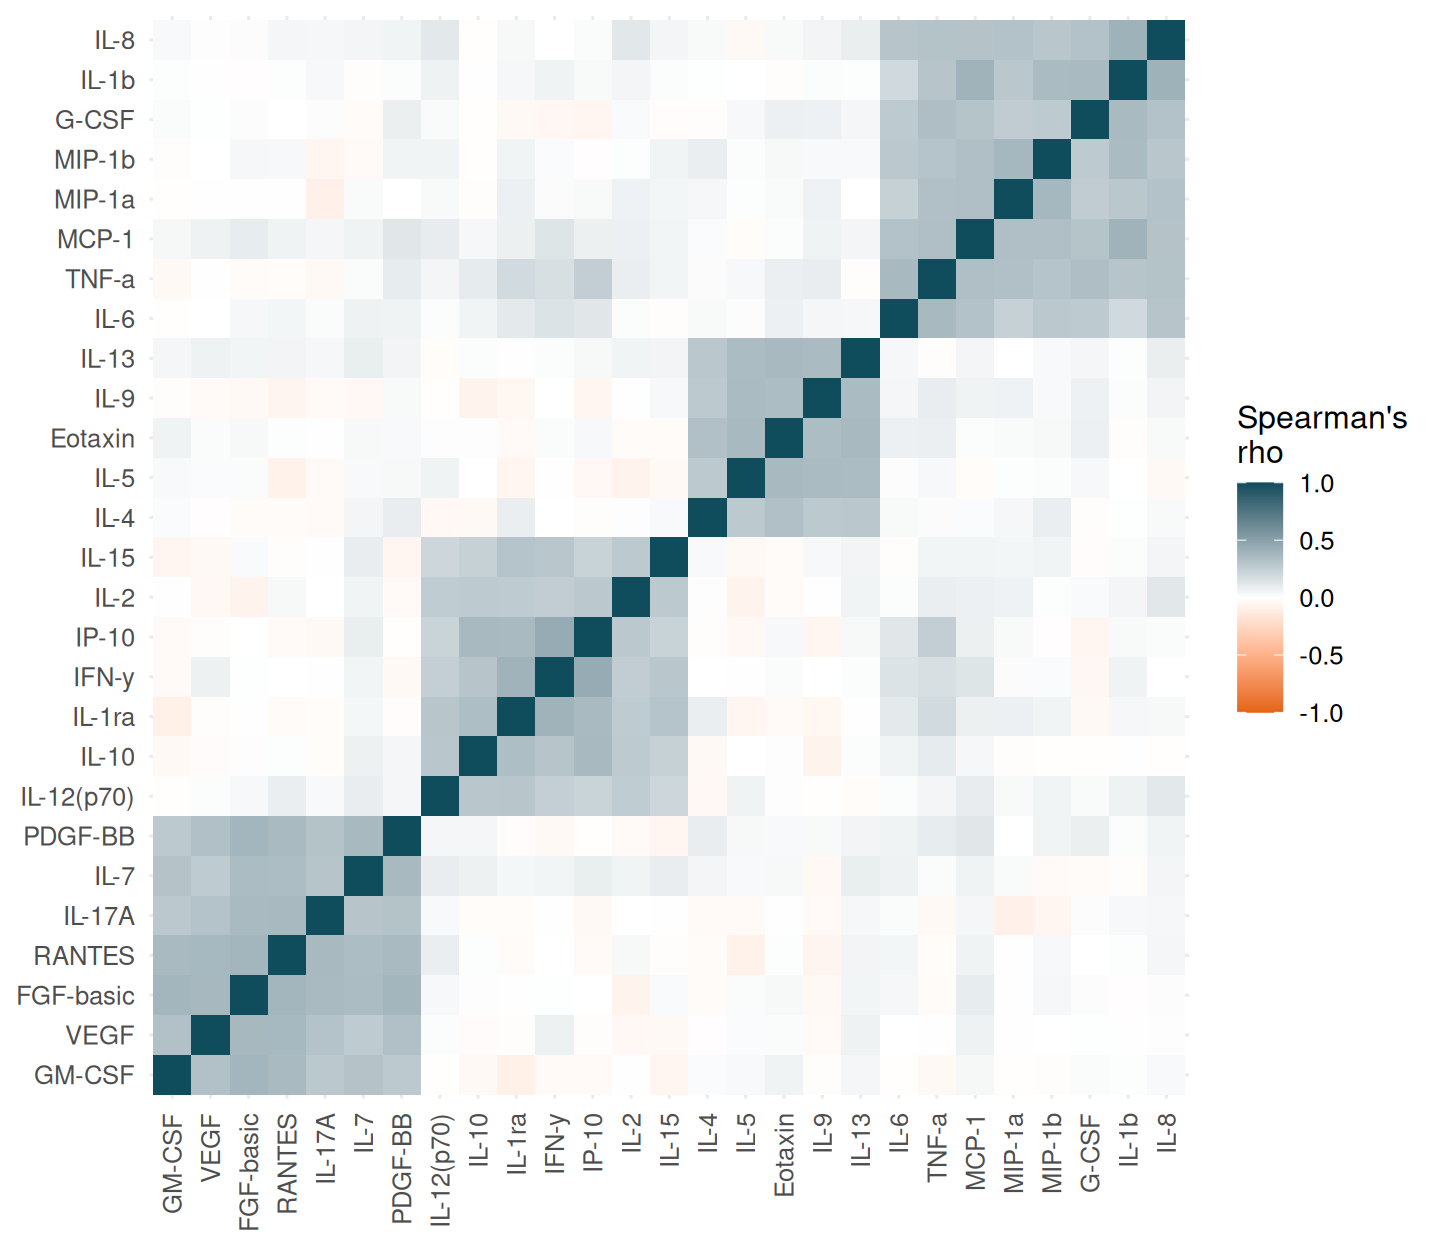 IL-8
IL-1b
G-CSF
MIP-1b
MIP-1a
MCP-1
TNF-a
IL-6
IL-13
IL-9
Eotaxin
IL-5
IL-4
IL-15
IL-2
IP-10
IFN-y
IL-1ra
IL-10
IL-12(p70)
PDGF-BB
IL-7
IL-17A
RANTES
FGF-basic
VEGF
GM-CSF
GM-CSF
VEGF
FGF-basic
RANTES
IL-17A
IL-7
PDGF-BB
IL-12(p70)
IL-10
IL-1ra
IFN-y
IP-10
IL-2
IL-15
IL-4
IL-5
Eotaxin
IL-9
IL-13
IL-6
TNF-a
MCP-1
MIP-1a
MIP-1b
G-CSF
IL-1b
IL-8
Spearman's
rho
1.0
0.5
0.0
-0.5
-1.0